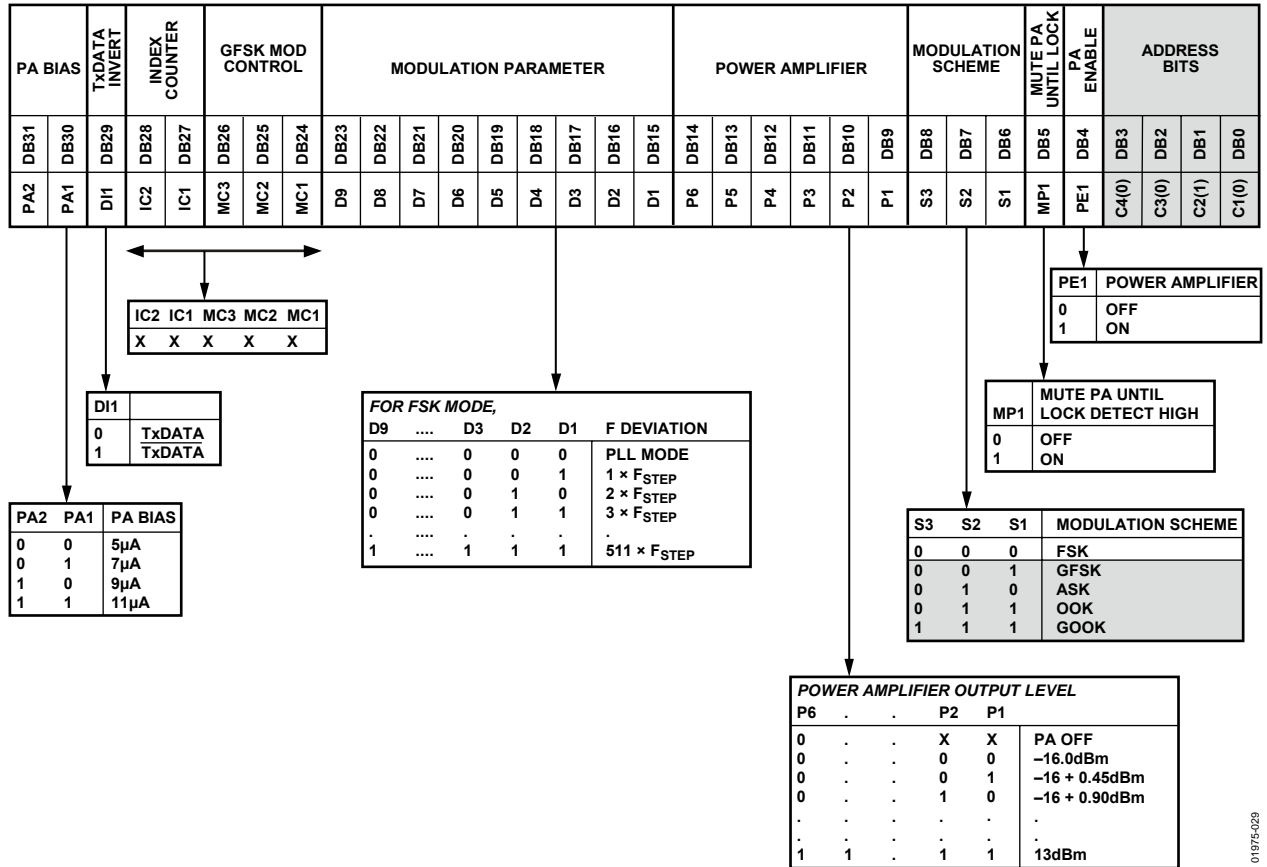 PA BIAS
TxDATA
INVERT
INDEX
COUNTER
GFSK MOD
CONTROL
MODULATION PARAMETER
POWER AMPLIFIER
MODULATION
SCHEME
MUTE PA
UNTIL LOCK
PA
ENABLE
ADDRESS
BITS
DB31 DB30 DB29 DB28 DB27 DB26 DB25 DB24 DB23 DB22 DB21 DB20 DB19 DB18 DB17 DB16 DB15 DB14 DB13 DB12 DB11 DB10 DB9 DB8 DB7 DB6 DB5 DB4 DB3 DB2 DB1 DB0
PA2 PA1 DI1 IC2 IC1 MC3 MC2 MC1 D9 D8 D7 D6 D5 D4 D3 D2 D1 P6 P5 P4 P3 P2 P1 S3 S2 S1 MP1 PE1 C4(0) C3(0) C2(1) C1(0)
PE1 POWER AMPLIFIER
0 OFF
1 ON
IC2 IC1 MC3 MC2 MC1
X X X X X
MP1 MUTE PA UNTIL
LOCK DETECT HIGH
0 OFF
1 ON
DI1
0 TxDATA
1 TxDATA
FOR FSK MODE,
D9 .... D3 D2 D1 F DEVIATION
0 .... 0 0 0 PLL MODE
0 .... 0 0 1 1 × FSTEP
0 .... 0 1 0 2 × FSTEP
0 .... 0 1 1 3 × FSTEP
. .... . . . .
1 .... 1 1 1 511 × FSTEP
PA2 PA1 PA BIAS
0 0 5µA
0 1 7µA
1 0 9µA
1 1 11µA
S3 S2 S1 MODULATION SCHEME
0 0 0 FSK
0 0 1 GFSK
0 1 0 ASK
0 1 1 OOK
1 1 1 GOOK
POWER AMPLIFIER OUTPUT LEVEL
P6 . . P2 P1
0 . . X X PA OFF
0 . . 0 0 –16.0dBm
0 . . 0 1 –16 + 0.45dBm
0 . . 1 0 –16 + 0.90dBm
. . . . . .
. . . . . .
1 1 . 1 1 13dBm
01975-029